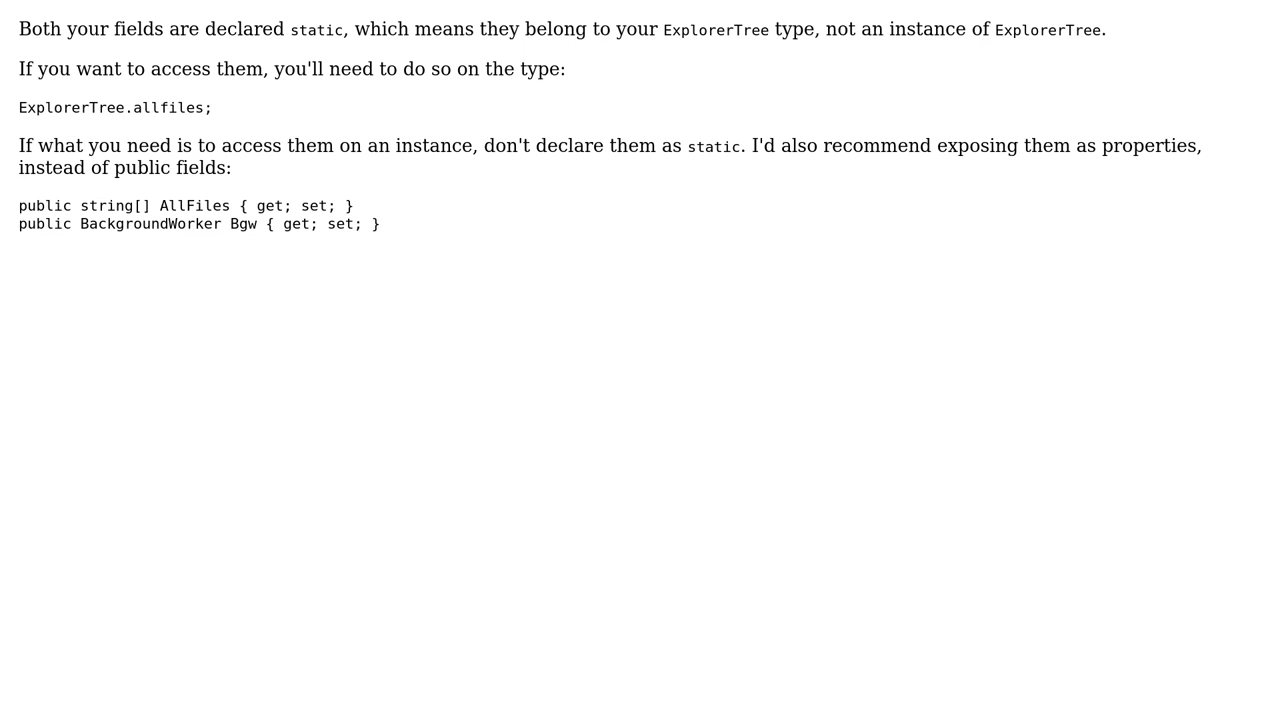 Both your fields are declared static, which means they belong to your ExplorerTree type, not an instance of ExplorerTree.
If you want to access them, you'll need to do so on the type:
ExplorerTree.allfiles;
If what you need is to access them on an instance, don't declare them as static. I'd also recommend exposing them as properties,
instead of public fields:
public string[] AllFiles { get; set; }
public BackgroundWorker Bgw { get; set; }